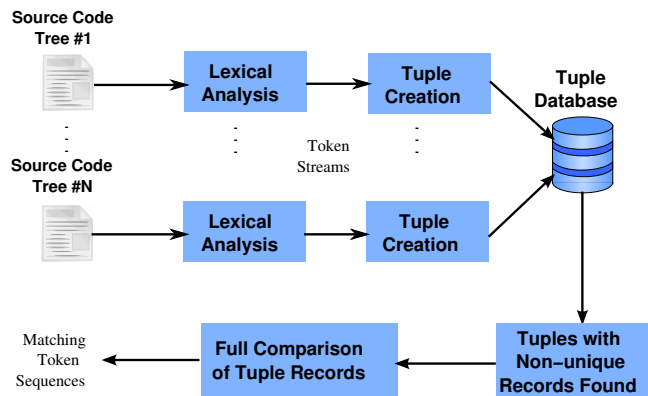 Source Code
Tree #1
Lexical
Analysis
Tuple
Creation
Tuple
Database
Token
Streams
Source Code
Tree #N
Lexical
Analysis
Tuple
Creation
Matching
Token
Sequences
Full Comparison
of Tuple Records
Tuples with
Non−unique
Records Found